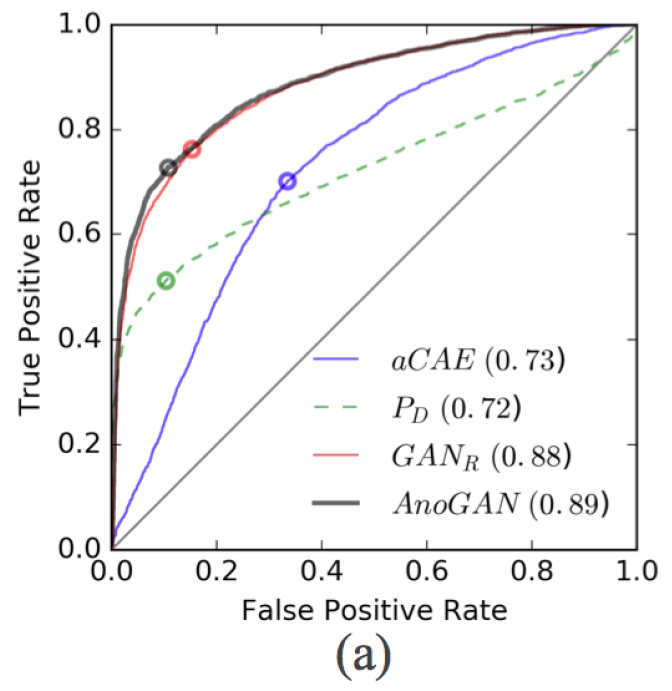 1.0
0.8
0.6
0.4
0.2
0.0
True Positive Rate
aCAE (0.73)
P_D (0.72)
GAN_R (0.88)
AnoGAN (0.89)
0.0 0.2 0.4 0.6 0.8 1.0
False Positive Rate
(a)